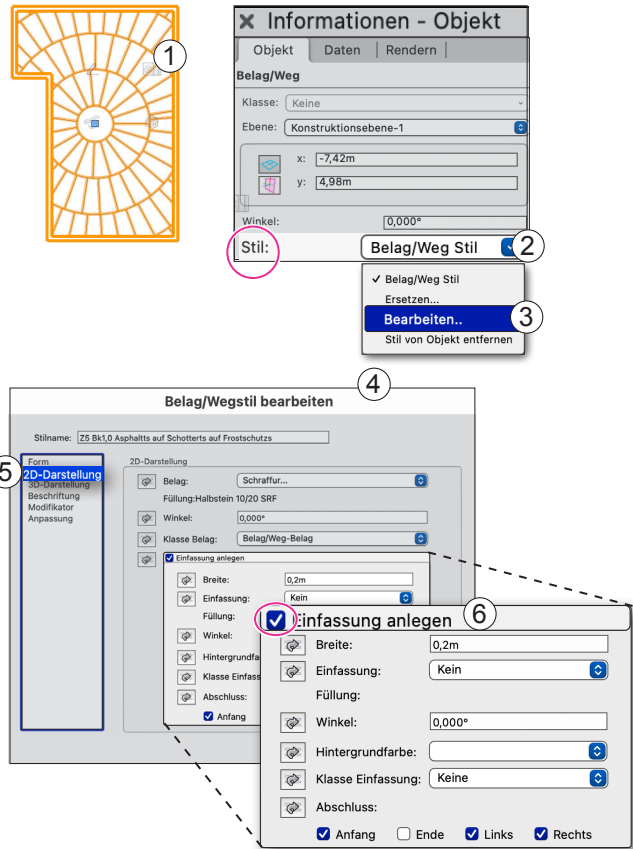 1
× Informationen - Objekt
Objekt Daten Rendern
Belag/Weg
Klasse: Keine
Ebene: Konstruktionsebene-1
x: -7,42m
y: 4,98m
Winkel: 0,000°
Stil: Belag/Weg Stil 2
✓ Belag/Weg Stil
Ersetzen...
Bearbeiten.. 3
Stil von Objekt entfernen
4
Belag/Wegstil bearbeiten
Stilname: Z5 Bk1,0 Asphaltts auf Schotterts auf Frostschutzs
5
Form
2D-Darstellung
3D-Darstellung
Beschriftung
Modifikator
Anpassung
2D-Darstellung
Belag: Schraffur...
Füllung:Halbstein 10/20 SRF
Winkel: 0,000°
Klasse Belag: Belag/Weg-Belag
Einfassung anlegen
Breite: 0,2m
Einfassung: Kein
Füllung:
Winkel:
Hintergrundfa
Klasse Einfass
Abschluss:
Anfang
Einfassung anlegen 6
Breite: 0,2m
Einfassung: Kein
Füllung:
Winkel: 0,000°
Hintergrundfarbe:
Klasse Einfassung: Keine
Abschluss:
Anfang Ende Links Rechts